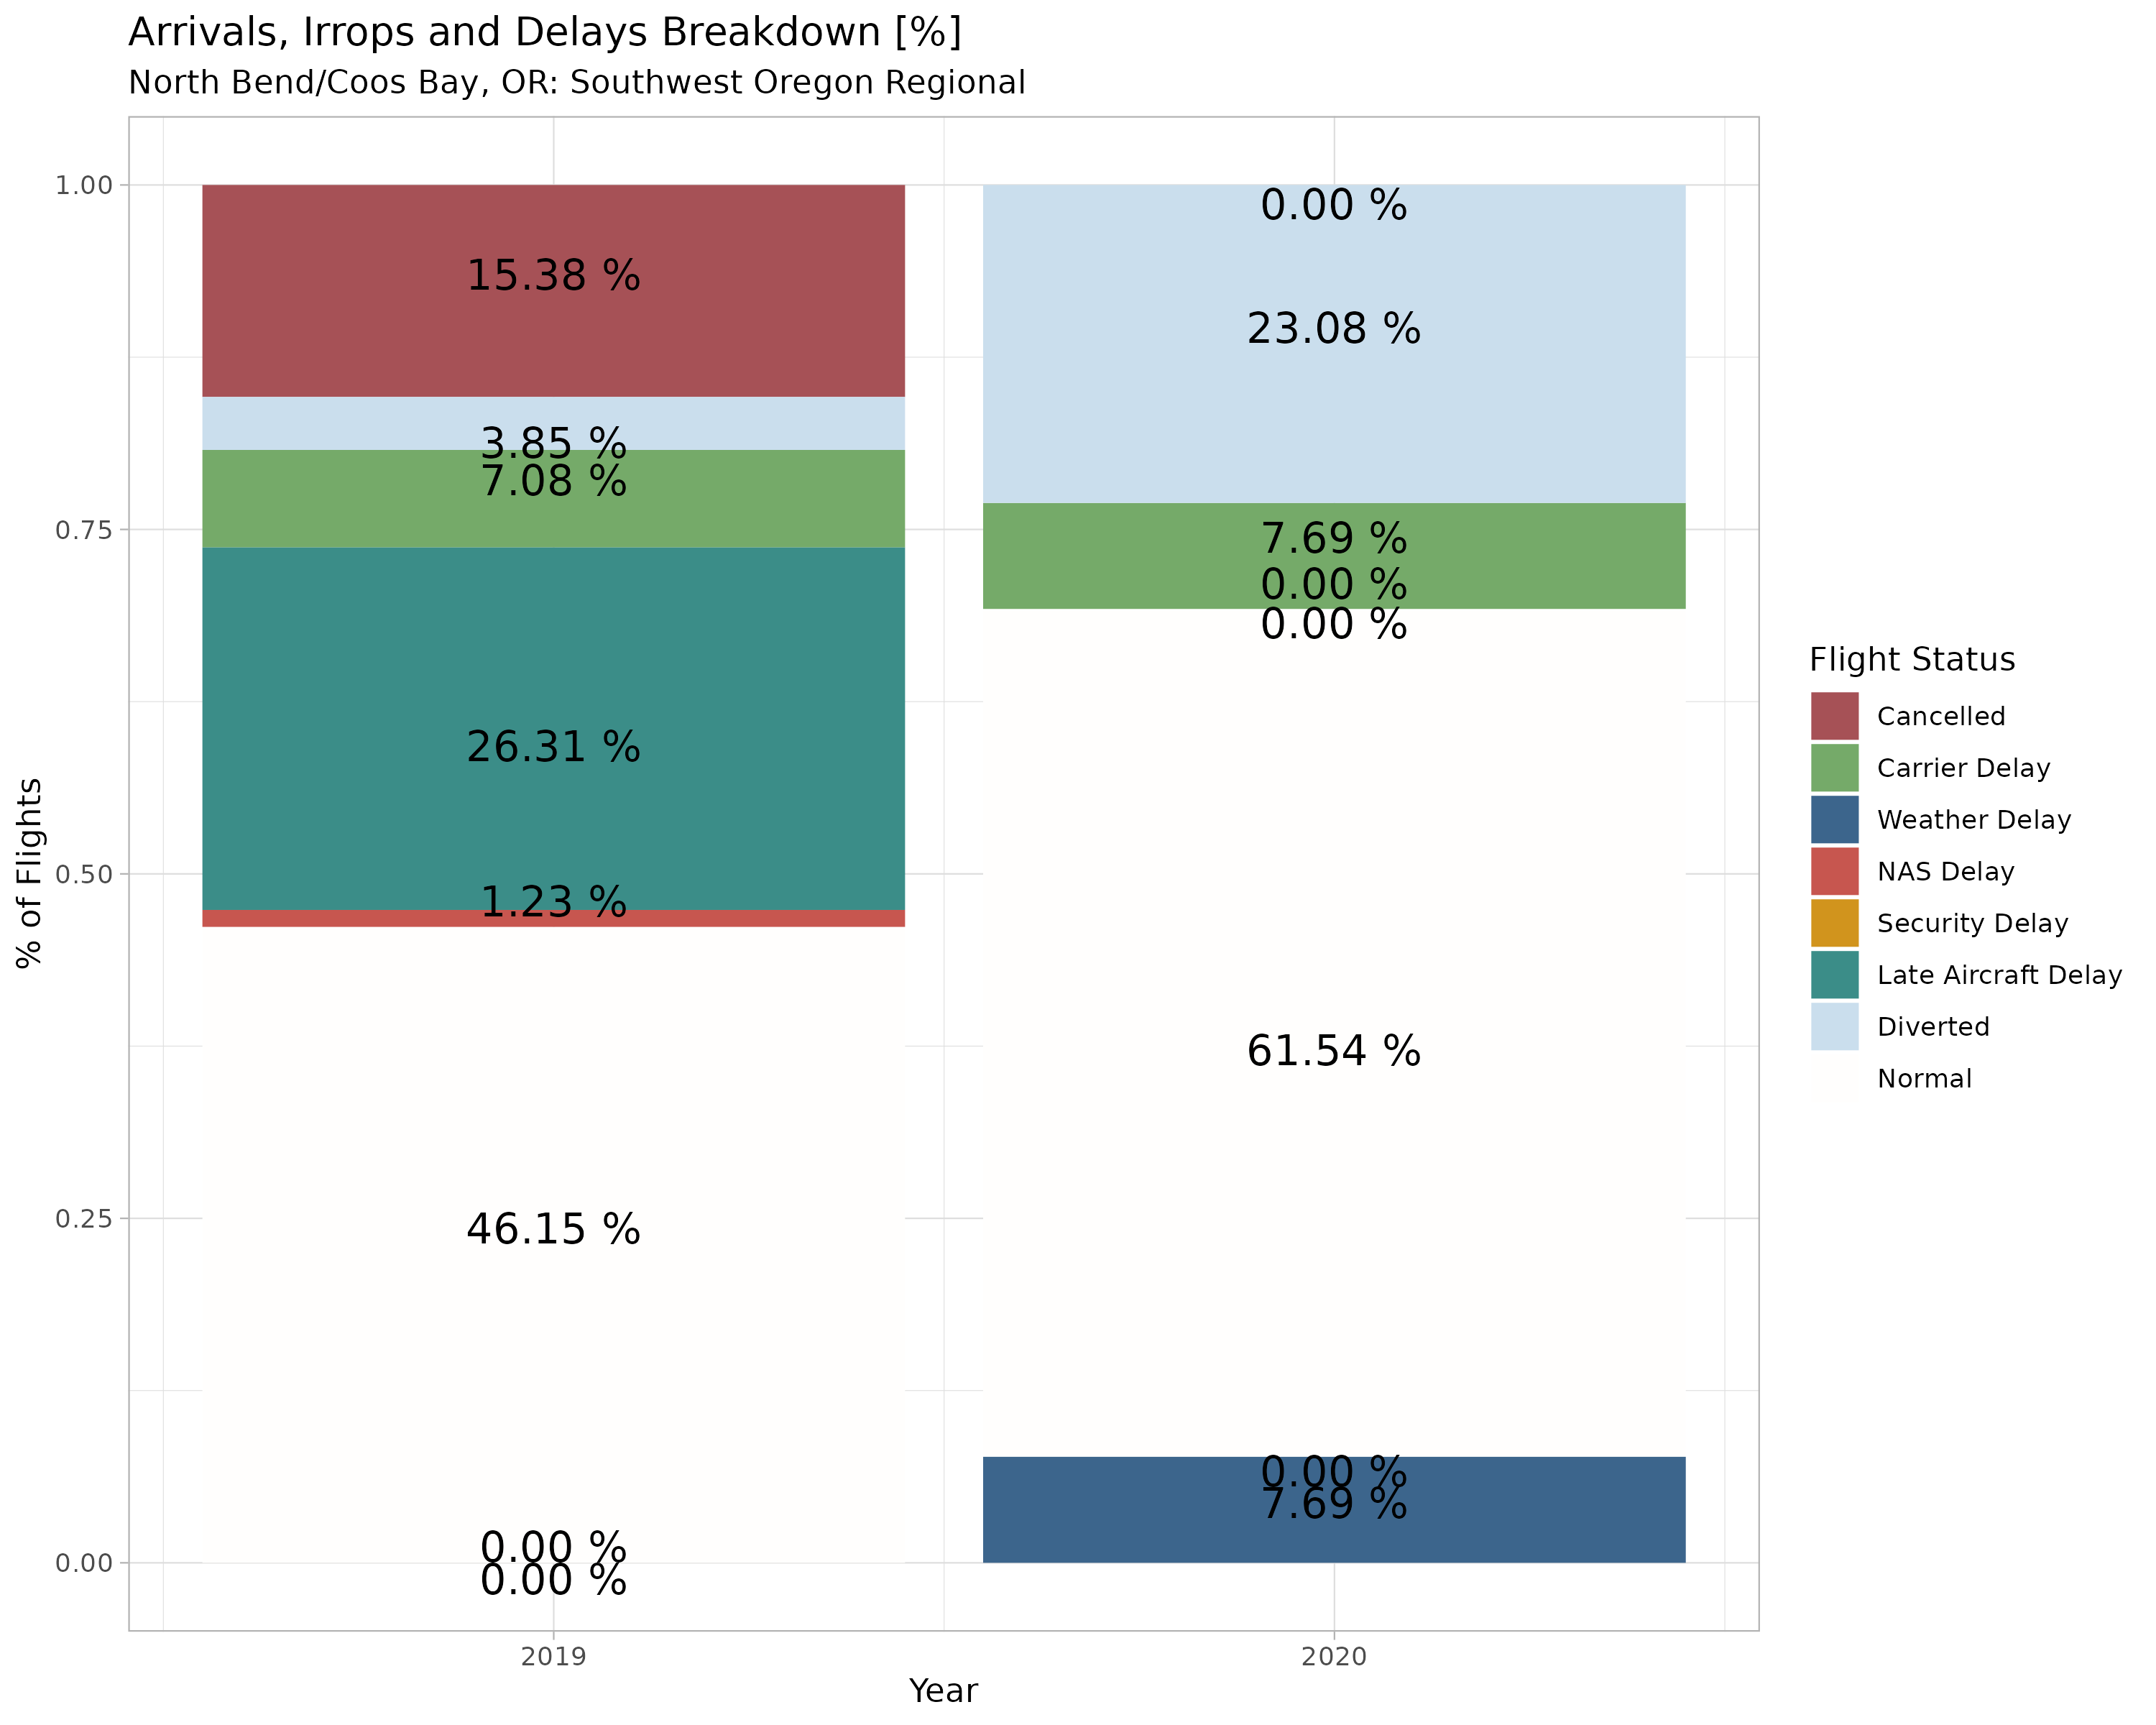 Arrivals, Irrops and Delays Breakdown [%]
North Bend/Coos Bay, OR: Southwest Oregon Regional
% of Flights
1.00
0.75
0.50
0.25
0.00
15.38 %
3.85 %
7.08 %
26.31 %
1.23 %
46.15 %
0.00 %
0.00 %
0.00 %
23.08 %
7.69 %
0.00 %
0.00 %
61.54 %
0.00 %
7.69 %
2019
2020
Year
Flight Status
Cancelled
Carrier Delay
Weather Delay
NAS Delay
Security Delay
Late Aircraft Delay
Diverted
Normal